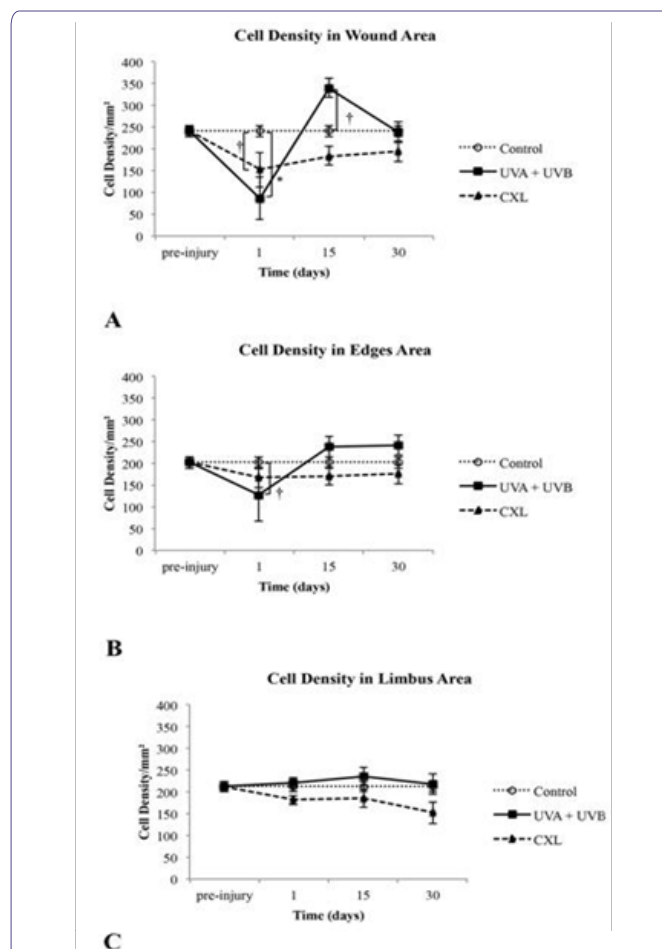 Cell Density in Wound Area
Cell Density/mm²
400
350
300
250
200
150
100
50
0
†
*
†
pre-injury 1 15 30
Time (days)
Control
UVA + UVB
CXL
A
Cell Density in Edges Area
Cell Density/mm²
400
350
300
250
200
150
100
50
0
†
pre-injury 1 15 30
Time (days)
Control
UVA + UVB
CXL
B
Cell Density in Limbus Area
Cell Density/mm²
400
350
300
250
200
150
100
50
0
pre-injury 1 15 30
Time (days)
Control
UVA + UVB
CXL
C